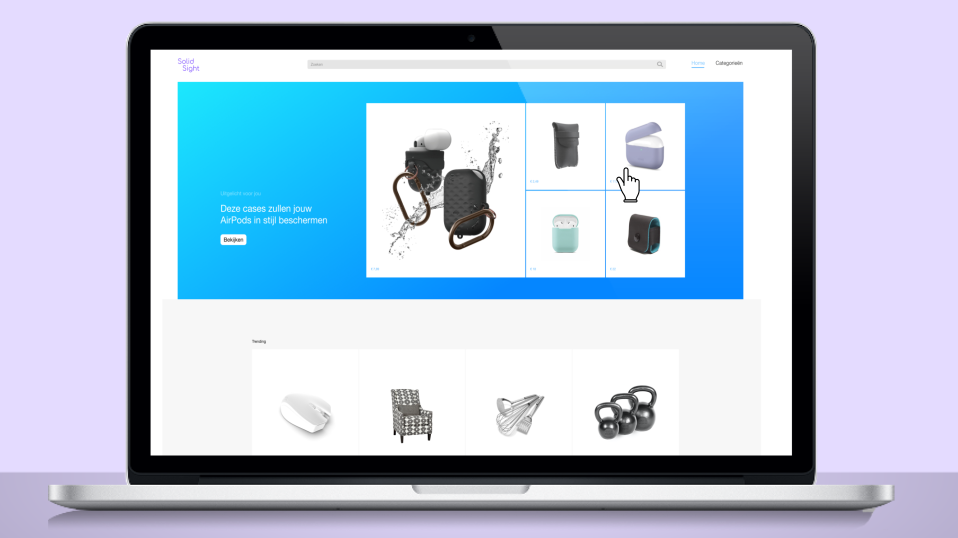 Solid
Sight
Zoeken
Home
Categorieën
Uitgelicht voor jou
Deze cases zullen jouw
AirPods in stijl beschermen
Bekijken
Trending